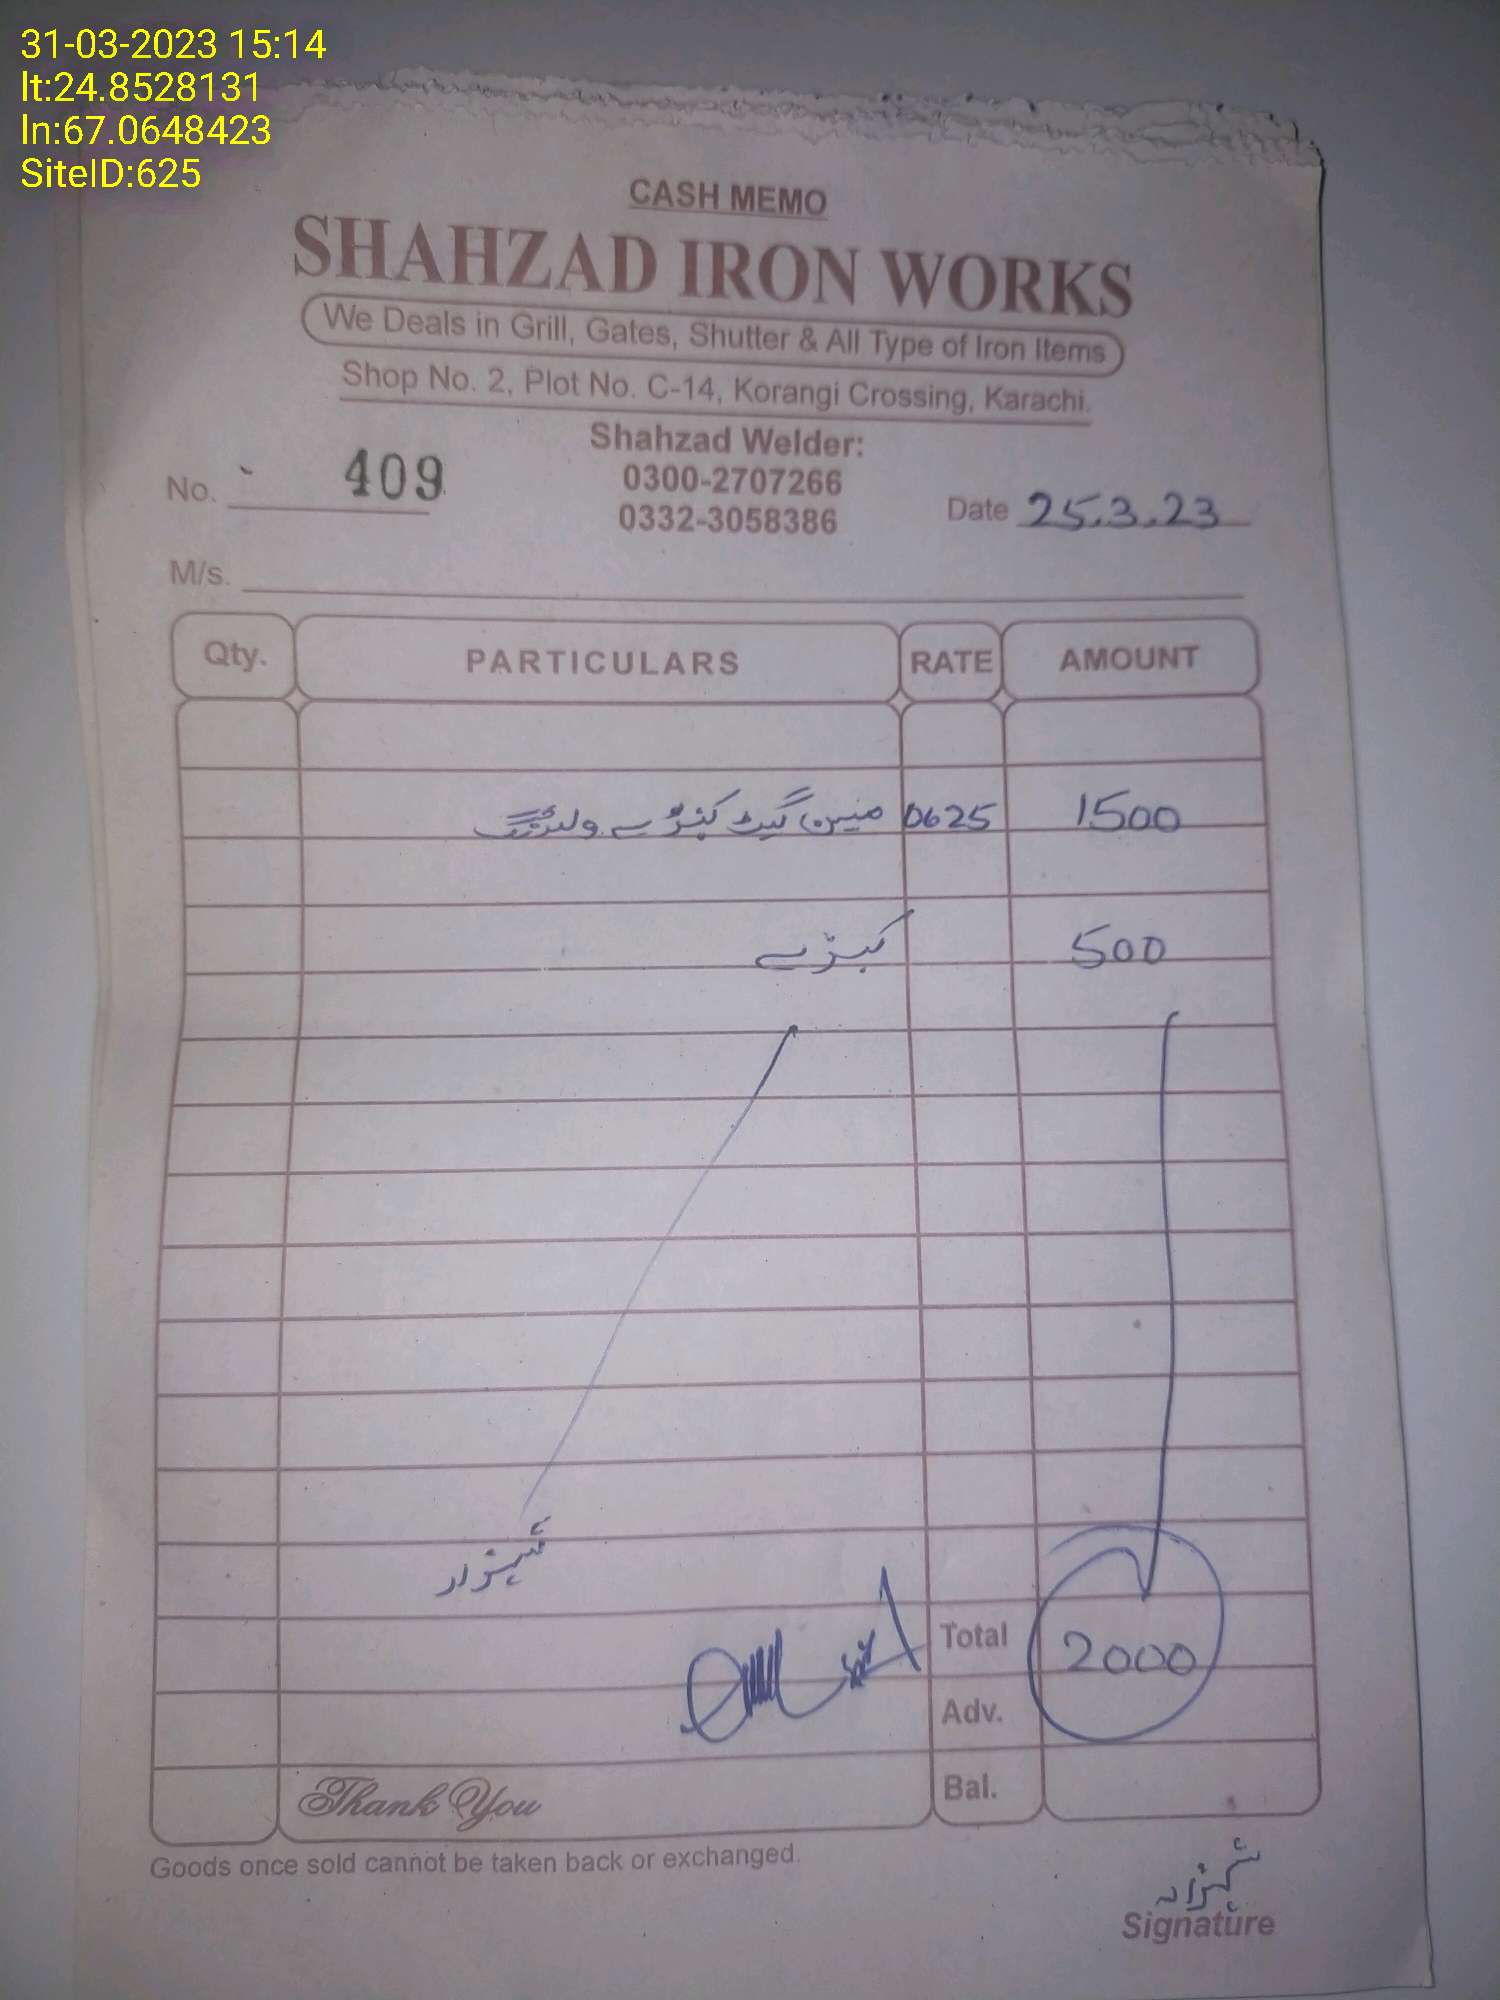 31-03-2023 15:14
lt:24.8528131
ln:67.0648423
SiteID:625
CASH MEMO
SHAHZAD IRON WORKS
We Deals in Grill, Gates, Shutter & All Type of Iron Items
Shop No. 2, Plot No. C-14, Korangi Crossing, Karachi.
Shahzad Welder:
0300-2707266
0332-3058386
No. 409
Date 25.3.23
M/s.
Qty. PARTICULARS RATE AMOUNT
مین گیٹ کنڑے ولڈنگ 0625 1500
کنڑے 500
شہزاد
Total 2000
Adv.
Bal.
Thank You
Goods once sold cannot be taken back or exchanged.
شہزاد
Signature